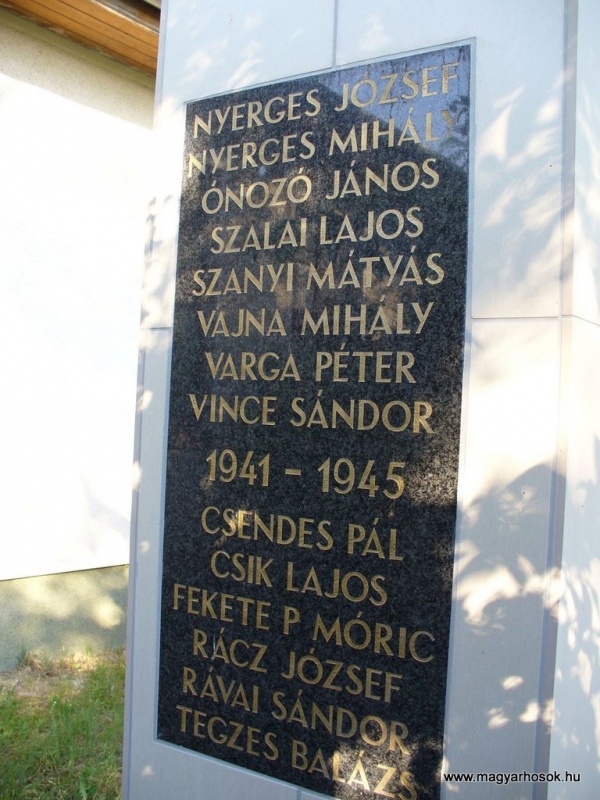 NYERGES JÓZSEF
NYERGES MIHÁLY
ÓNOZÓ JÁNOS
SZALAI LAJOS
SZANYI MÁTYÁS
VAJNA MIHÁLY
VARGA PÉTER
VINCE SÁNDOR
1941 - 1945
CSENDES PÁL
CSIK LAJOS
FEKETE P MÓRIC
RÁCZ JÓZSEF
RÁVAI SÁNDOR
TEGZES BALÁZS
www.magyarhosok.hu